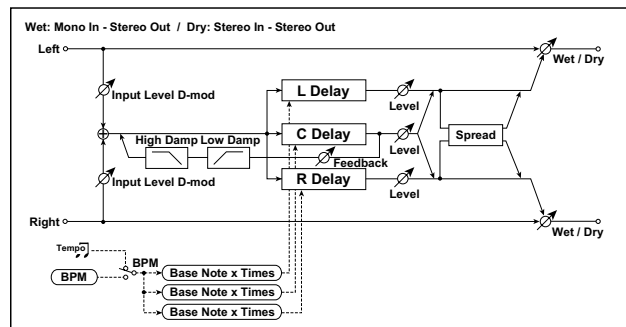 Wet: Mono In - Stereo Out / Dry: Stereo In - Stereo Out
Left
Wet / Dry
Input Level D-mod
L Delay
Level
High Damp Low Damp
C Delay
Level
Spread
Feedback
Input Level D-mod
R Delay
Level
Right
Wet / Dry
Tempo
BPM
BPM
Base Note x Times
Base Note x Times
Base Note x Times